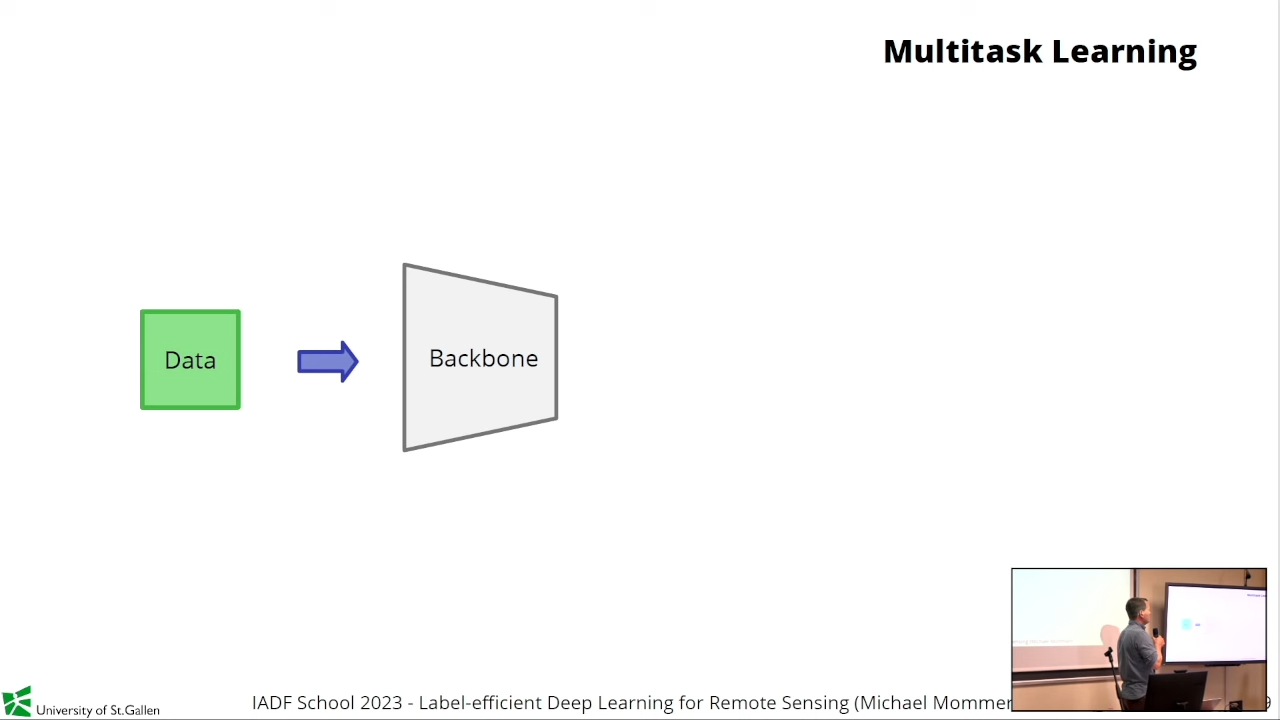 Multitask Learning
Data
Backbone
University of St.Gallen
IADF School 2023 - Label-efficient Deep Learning for Remote Sensing (Michael Mommer
9